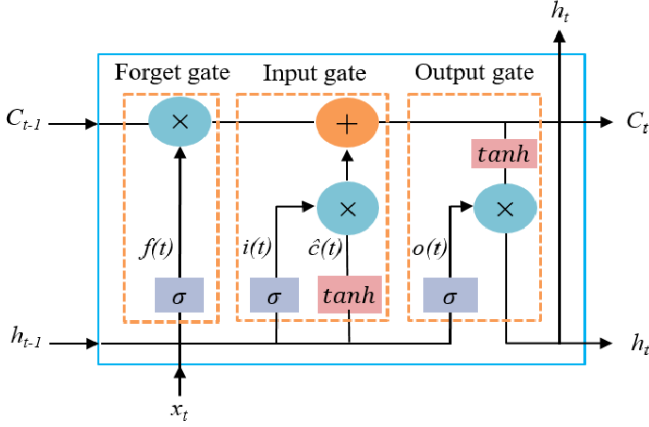 h_t
Forget gate Input gate Output gate
C_{t-1} × + C_t
tanh
× ×
f(t) i(t) ĉ(t) o(t)
σ σ tanh σ
h_{t-1} h_t
x_t